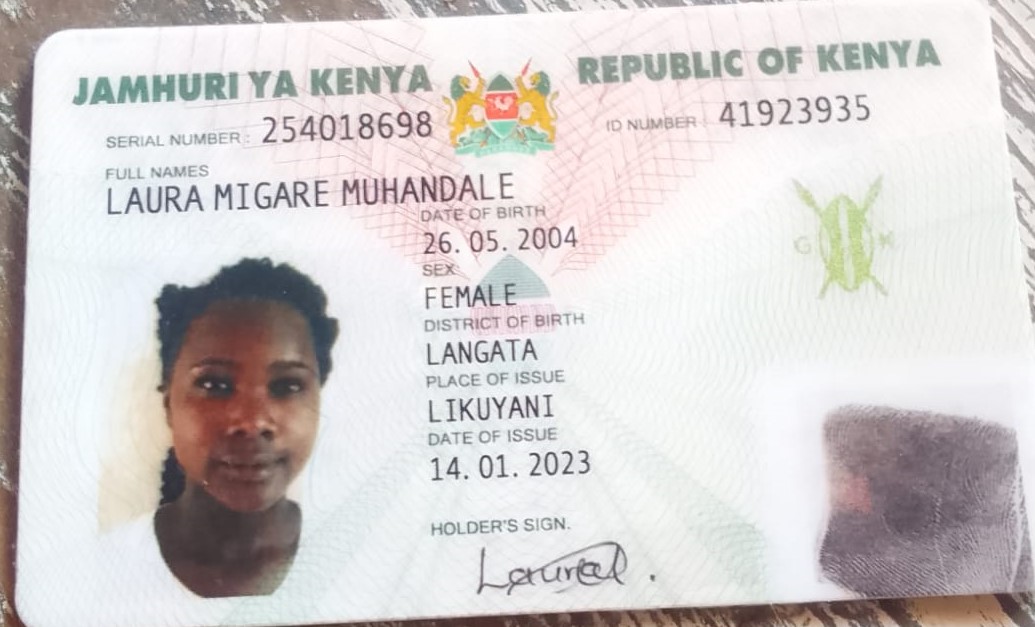 JAMHURI YA KENYA REPUBLIC OF KENYA
SERIAL NUMBER: 254018698 ID NUMBER: 41923935
FULL NAMES
LAURA MIGARE MUHANDALE
DATE OF BIRTH
26. 05. 2004
SEX
FEMALE
DISTRICT OF BIRTH
LANGATA
PLACE OF ISSUE
LIKUYANI
DATE OF ISSUE
14. 01. 2023
HOLDER'S SIGN.
G K